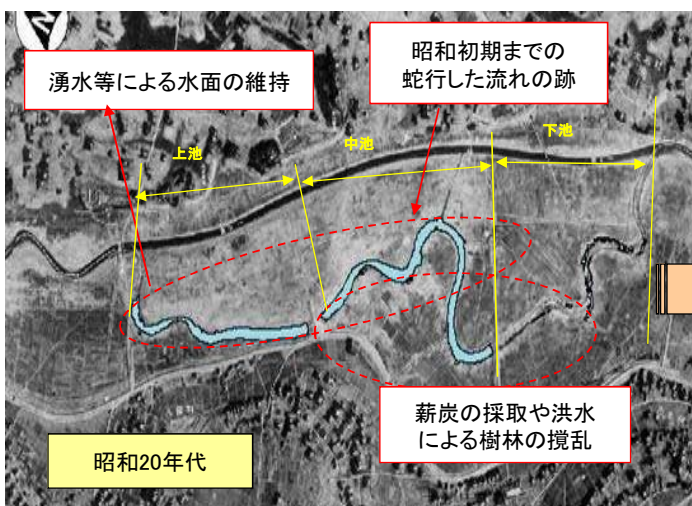 N
昭和初期までの
蛇行した流れの跡
湧水等による水面の維持
上池
中池
下池
薪炭の採取や洪水
による樹林の撹乱
昭和20年代